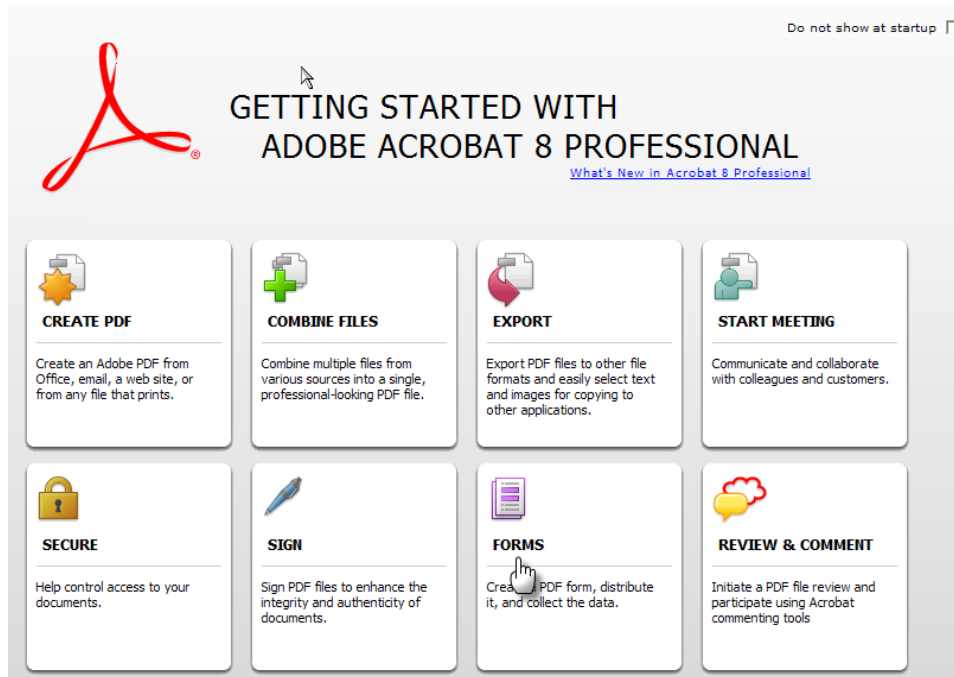 Do not show at startup
GETTING STARTED WITH
ADOBE ACROBAT 8 PROFESSIONAL
What's New in Acrobat 8 Professional
®
CREATE PDF
Create an Adobe PDF from
Office, email, a web site, or
from any file that prints.
COMBINE FILES
Combine multiple files from
various sources into a single,
professional-looking PDF file.
EXPORT
Export PDF files to other file
formats and easily select text
and images for copying to
other applications.
START MEETING
Communicate and collaborate
with colleagues and customers.
SECURE
Help control access to your
documents.
SIGN
Sign PDF files to enhance the
integrity and authenticity of
documents.
FORMS
Create PDF form, distribute
it, and collect the data.
REVIEW & COMMENT
Initiate a PDF file review and
participate using Acrobat
commenting tools